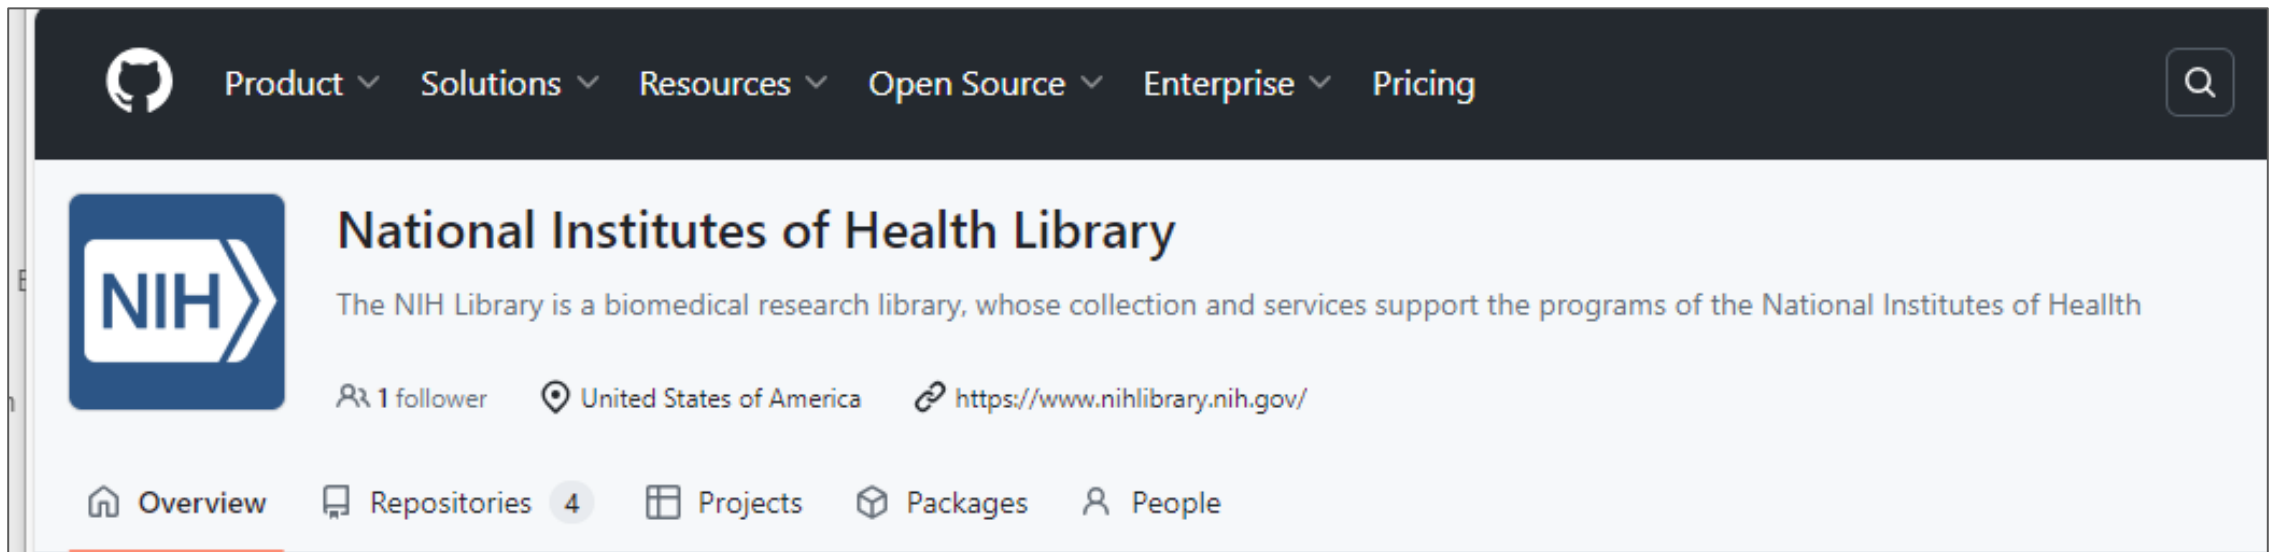 Product Solutions Resources Open Source Enterprise Pricing
National Institutes of Health Library
NIH
The NIH Library is a biomedical research library, whose collection and services support the programs of the National Institutes of Heallth
1 follower United States of America https://www.nihlibrary.nih.gov/
Overview Repositories 4 Projects Packages People